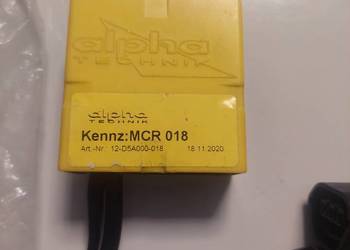 alpha
TECHNIK
alpha
TECHNIK
Kennz:MCR 018
Art.-Nr.: 12-D5A000-018 18.11.2020